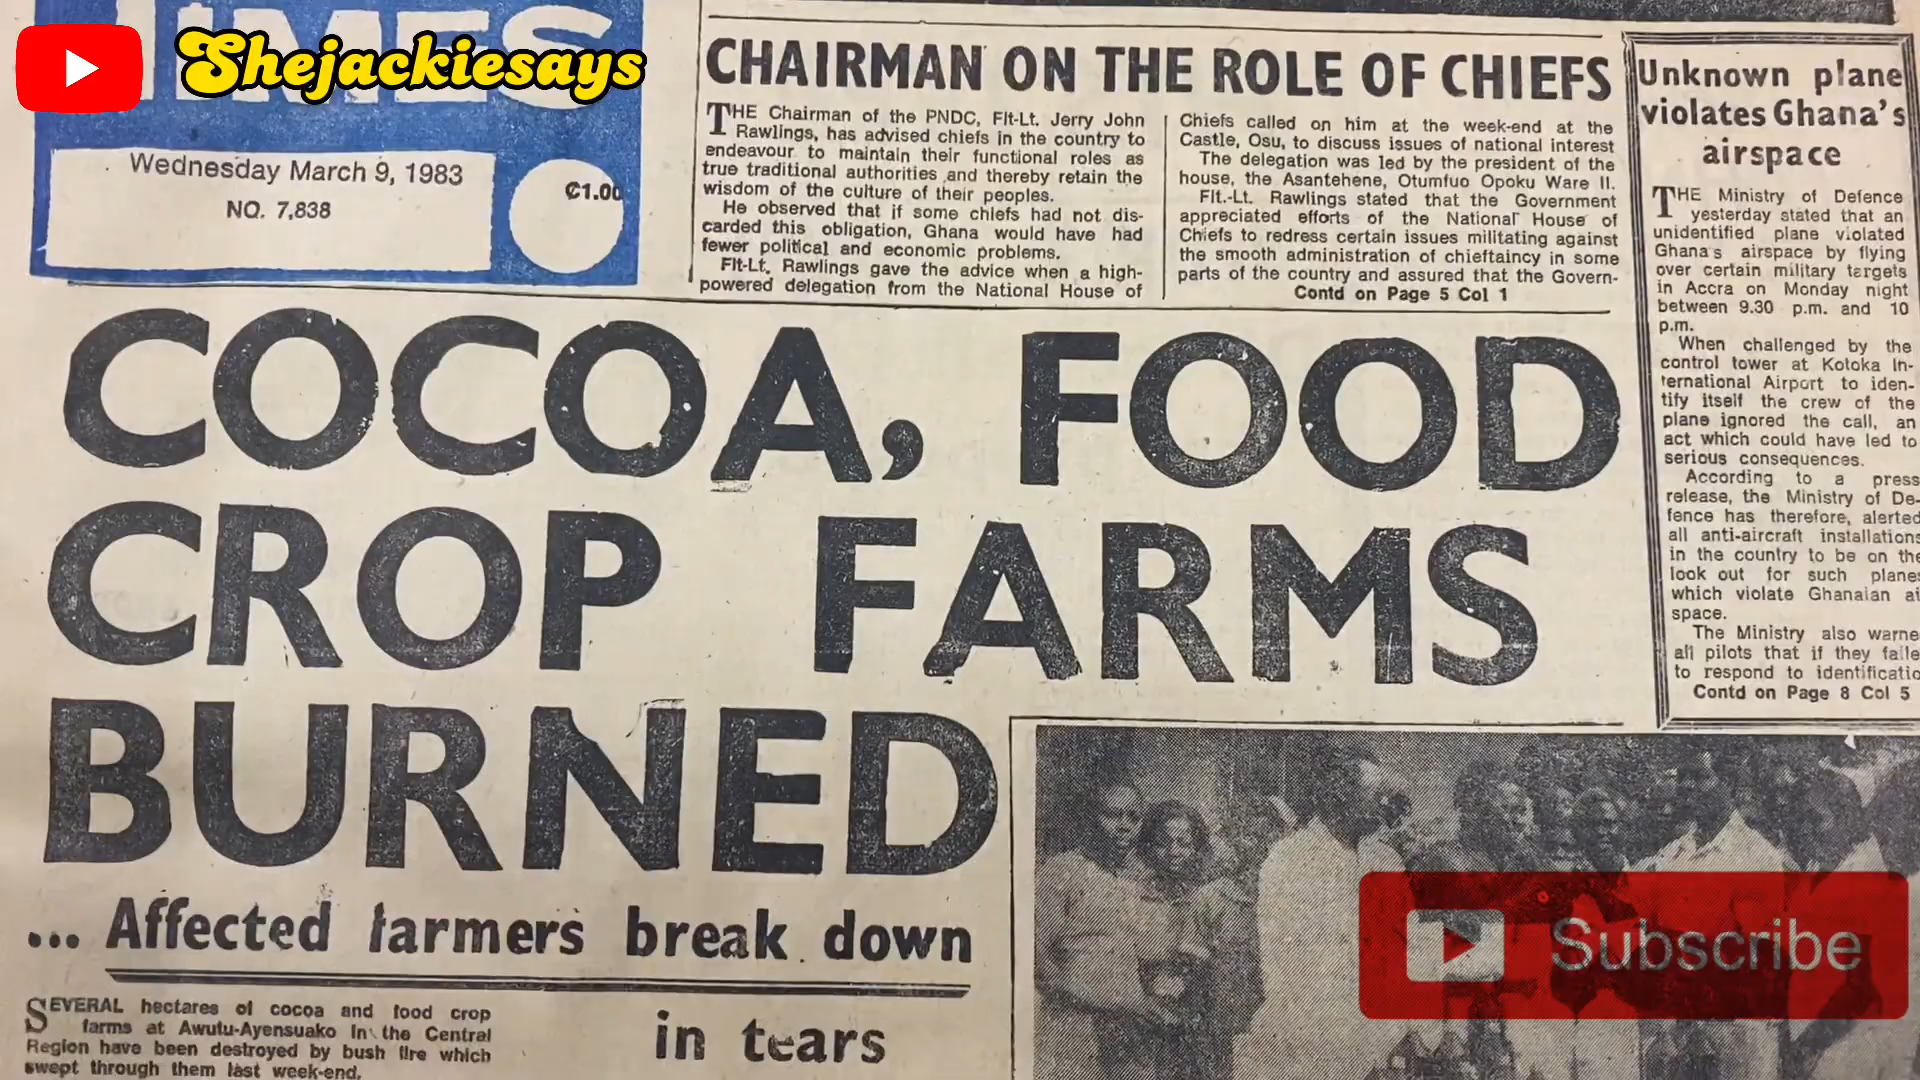 Shejackiesays
TIMES
Wednesday March 9, 1983
NO. 7,838
₵1.00
CHAIRMAN ON THE ROLE OF CHIEFS
THE Chairman of the PNDC, Flt-Lt. Jerry John
Rawlings, has advised chiefs in the country to
endeavour to maintain their functional roles as
true traditional authorities and thereby retain the
wisdom of the culture of their peoples.
He observed that if some chiefs had not dis-
carded this obligation, Ghana would have had
fewer political and economic problems.
Flt-Lt. Rawlings gave the advice when a high-
powered delegation from the National House of
Chiefs called on him at the week-end at the
Castle, Osu, to discuss issues of national interest
The delegation was led by the president of the
house, the Asantehene, Otumfuo Opoku Ware II.
Flt.-Lt. Rawlings stated that the Government
appreciated efforts of the National House of
Chiefs to redress certain issues militating against
the smooth administration of chieftaincy in some
parts of the country and assured that the Govern-
Contd on Page 5 Col 1
Unknown plane
violates Ghana's
airspace
THE Ministry of Defence
yesterday stated that an
unidentified plane violated
Ghana's airspace by flying
over certain military targets
in Accra on Monday night
between 9.30 p.m. and 10
p.m.
When challenged by the
control tower at Kotoka In-
ternational Airport to iden-
tify itself the crew of the
plane ignored the call, an
act which could have led to
serious consequences.
According to a press
release, the Ministry of De-
fence has therefore, alerted
all anti-aircraft installations
in the country to be on the
look out for such planes
which violate Ghanaian ai
space.
The Ministry also warne
all pilots that if they faile
to respond to identificatio
Contd on Page 8 Col 5
COCOA, FOOD
CROP FARMS
BURNED
... Affected farmers break down
in tears
SEVERAL hectares of cocoa and food crop
farms at Awutu-Ayensuako in the Central
Region have been destroyed by bush fire which
swept through them last week-end.
Subscribe